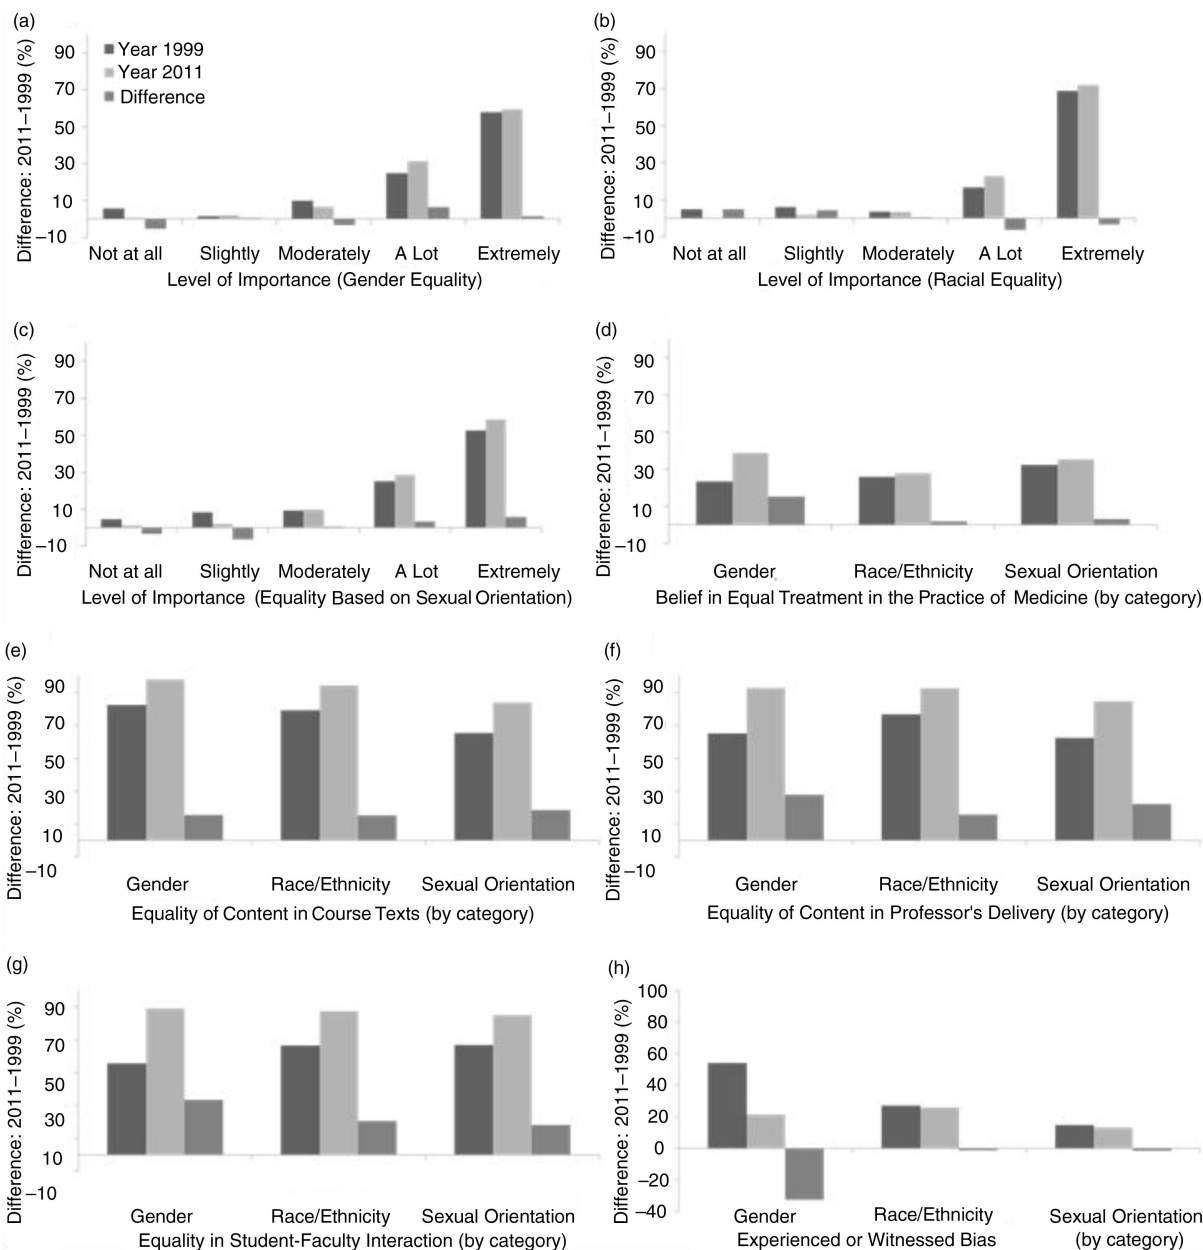 (a)
Difference: 2011–1999 (%)
90
70
50
30
10
–10
Year 1999
Year 2011
Difference
Not at all Slightly Moderately A Lot Extremely
Level of Importance (Gender Equality)
(b)
Difference: 2011–1999 (%)
90
70
50
30
10
–10
Not at all Slightly Moderately A Lot Extremely
Level of Importance (Racial Equality)
(c)
Difference: 2011–1999 (%)
90
70
50
30
10
–10
Not at all Slightly Moderately A Lot Extremely
Level of Importance (Equality Based on Sexual Orientation)
(d)
Difference: 2011–1999 (%)
90
70
50
30
10
–10
Gender Race/Ethnicity Sexual Orientation
Belief in Equal Treatment in the Practice of Medicine (by category)
(e)
Difference: 2011–1999 (%)
90
70
50
30
10
–10
Gender Race/Ethnicity Sexual Orientation
Equality of Content in Course Texts (by category)
(f)
Difference: 2011–1999 (%)
90
70
50
30
10
–10
Gender Race/Ethnicity Sexual Orientation
Equality of Content in Professor's Delivery (by category)
(g)
Difference: 2011–1999 (%)
90
70
50
30
10
–10
Gender Race/Ethnicity Sexual Orientation
Equality in Student-Faculty Interaction (by category)
(h)
Difference: 2011–1999 (%)
100
80
60
40
20
0
–20
–40
Gender Race/Ethnicity Sexual Orientation
Experienced or Witnessed Bias (by category)